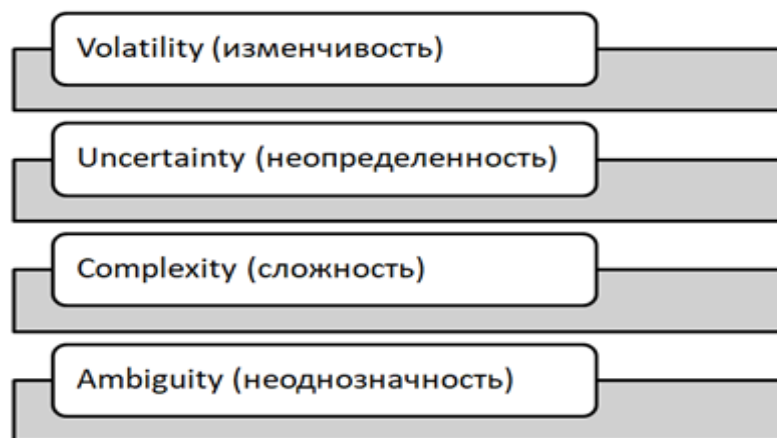 Volatility (изменчивость)
Uncertainty (неопределенность)
Complexity (сложность)
Ambiguity (неоднозначность)